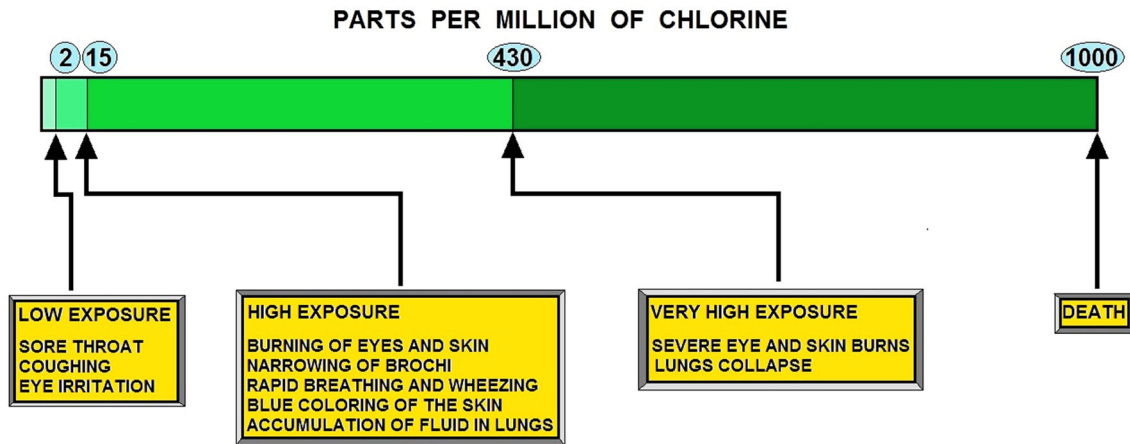 PARTS PER MILLION OF CHLORINE
2 15 430 1000
LOW EXPOSURE
SORE THROAT
COUGHING
EYE IRRITATION
HIGH EXPOSURE
BURNING OF EYES AND SKIN
NARROWING OF BROCHI
RAPID BREATHING AND WHEEZING
BLUE COLORING OF THE SKIN
ACCUMULATION OF FLUID IN LUNGS
VERY HIGH EXPOSURE
SEVERE EYE AND SKIN BURNS
LUNGS COLLAPSE
DEATH